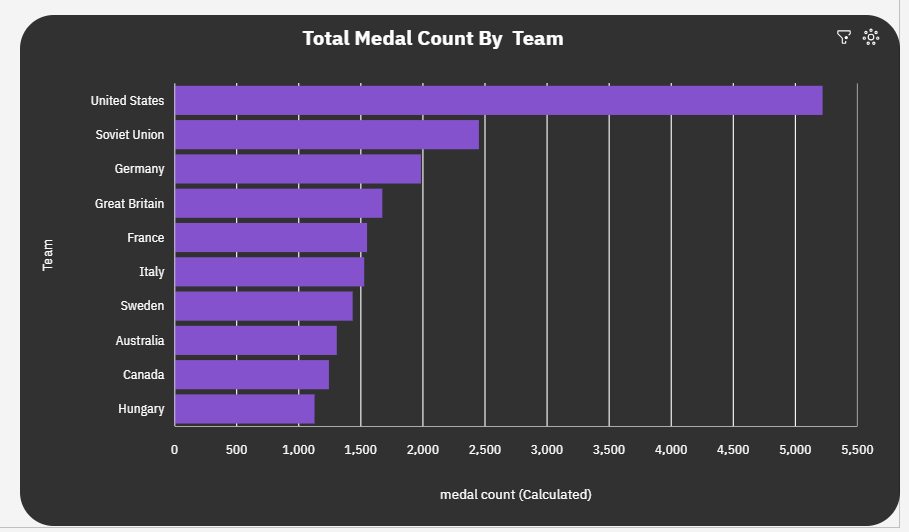 Total Medal Count By  Team
Team
United States
Soviet Union
Germany
Great Britain
France
Italy
Sweden
Australia
Canada
Hungary
0 500 1,000 1,500 2,000 2,500 3,000 3,500 4,000 4,500 5,000 5,500
medal count (Calculated)